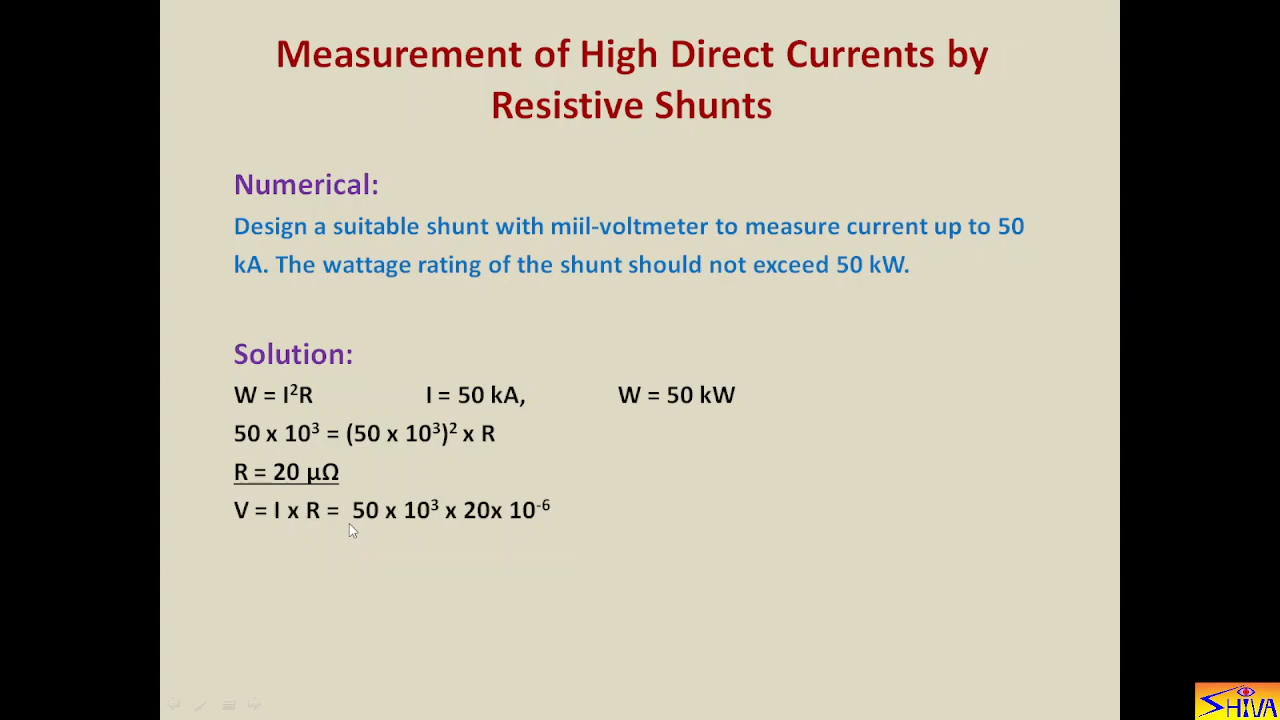 Measurement of High Direct Currents by
Resistive Shunts
Numerical:
Design a suitable shunt with miil-voltmeter to measure current up to 50
kA. The wattage rating of the shunt should not exceed 50 kW.
Solution:
W = I²R I = 50 kA, W = 50 kW
50 x 10³ = (50 x 10³)² x R
R = 20 µΩ
V = I x R = 50 x 10³ x 20x 10⁻⁶
SHIVA